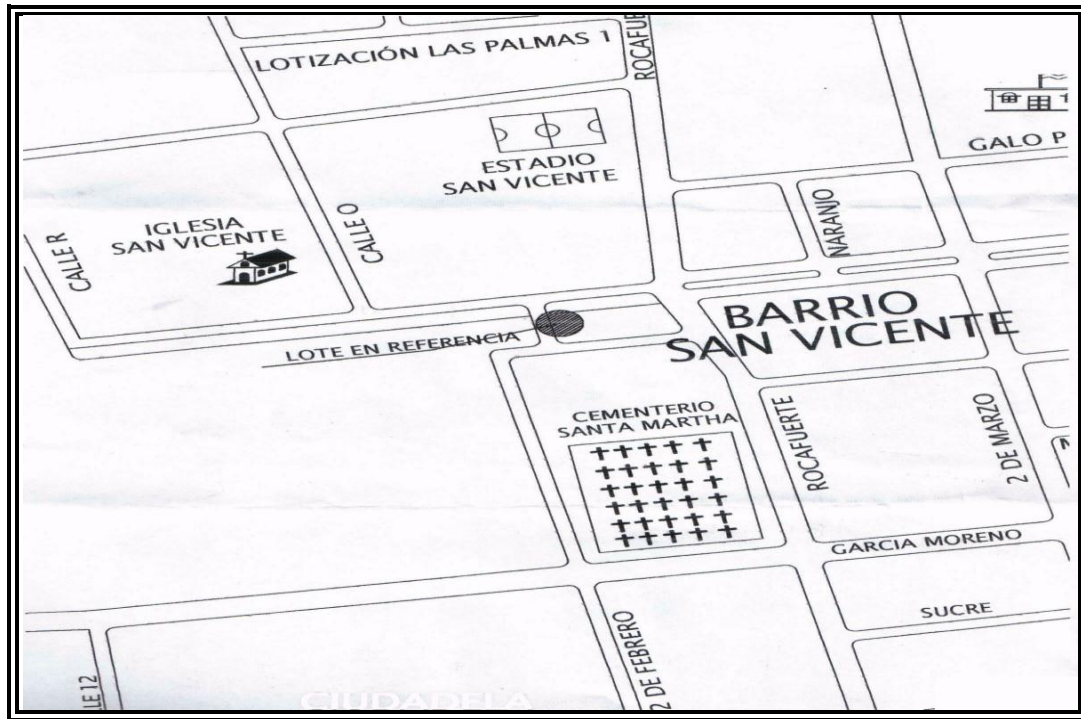 LOTIZACIÓN LAS PALMAS 1
ROCAFUE
GALO P
ESTADIO
SAN VICENTE
NARANJO
IGLESIA
SAN VICENTE
CALLE R
CALLE O
BARRIO
SAN VICENTE
LOTE EN REFERENCIA
CEMENTERIO
SANTA MARTHA
ROCAFUERTE
2 DE MARZO
GARCIA MORENO
SUCRE
2 DE FEBRERO
LLE 12
CIUDADELA